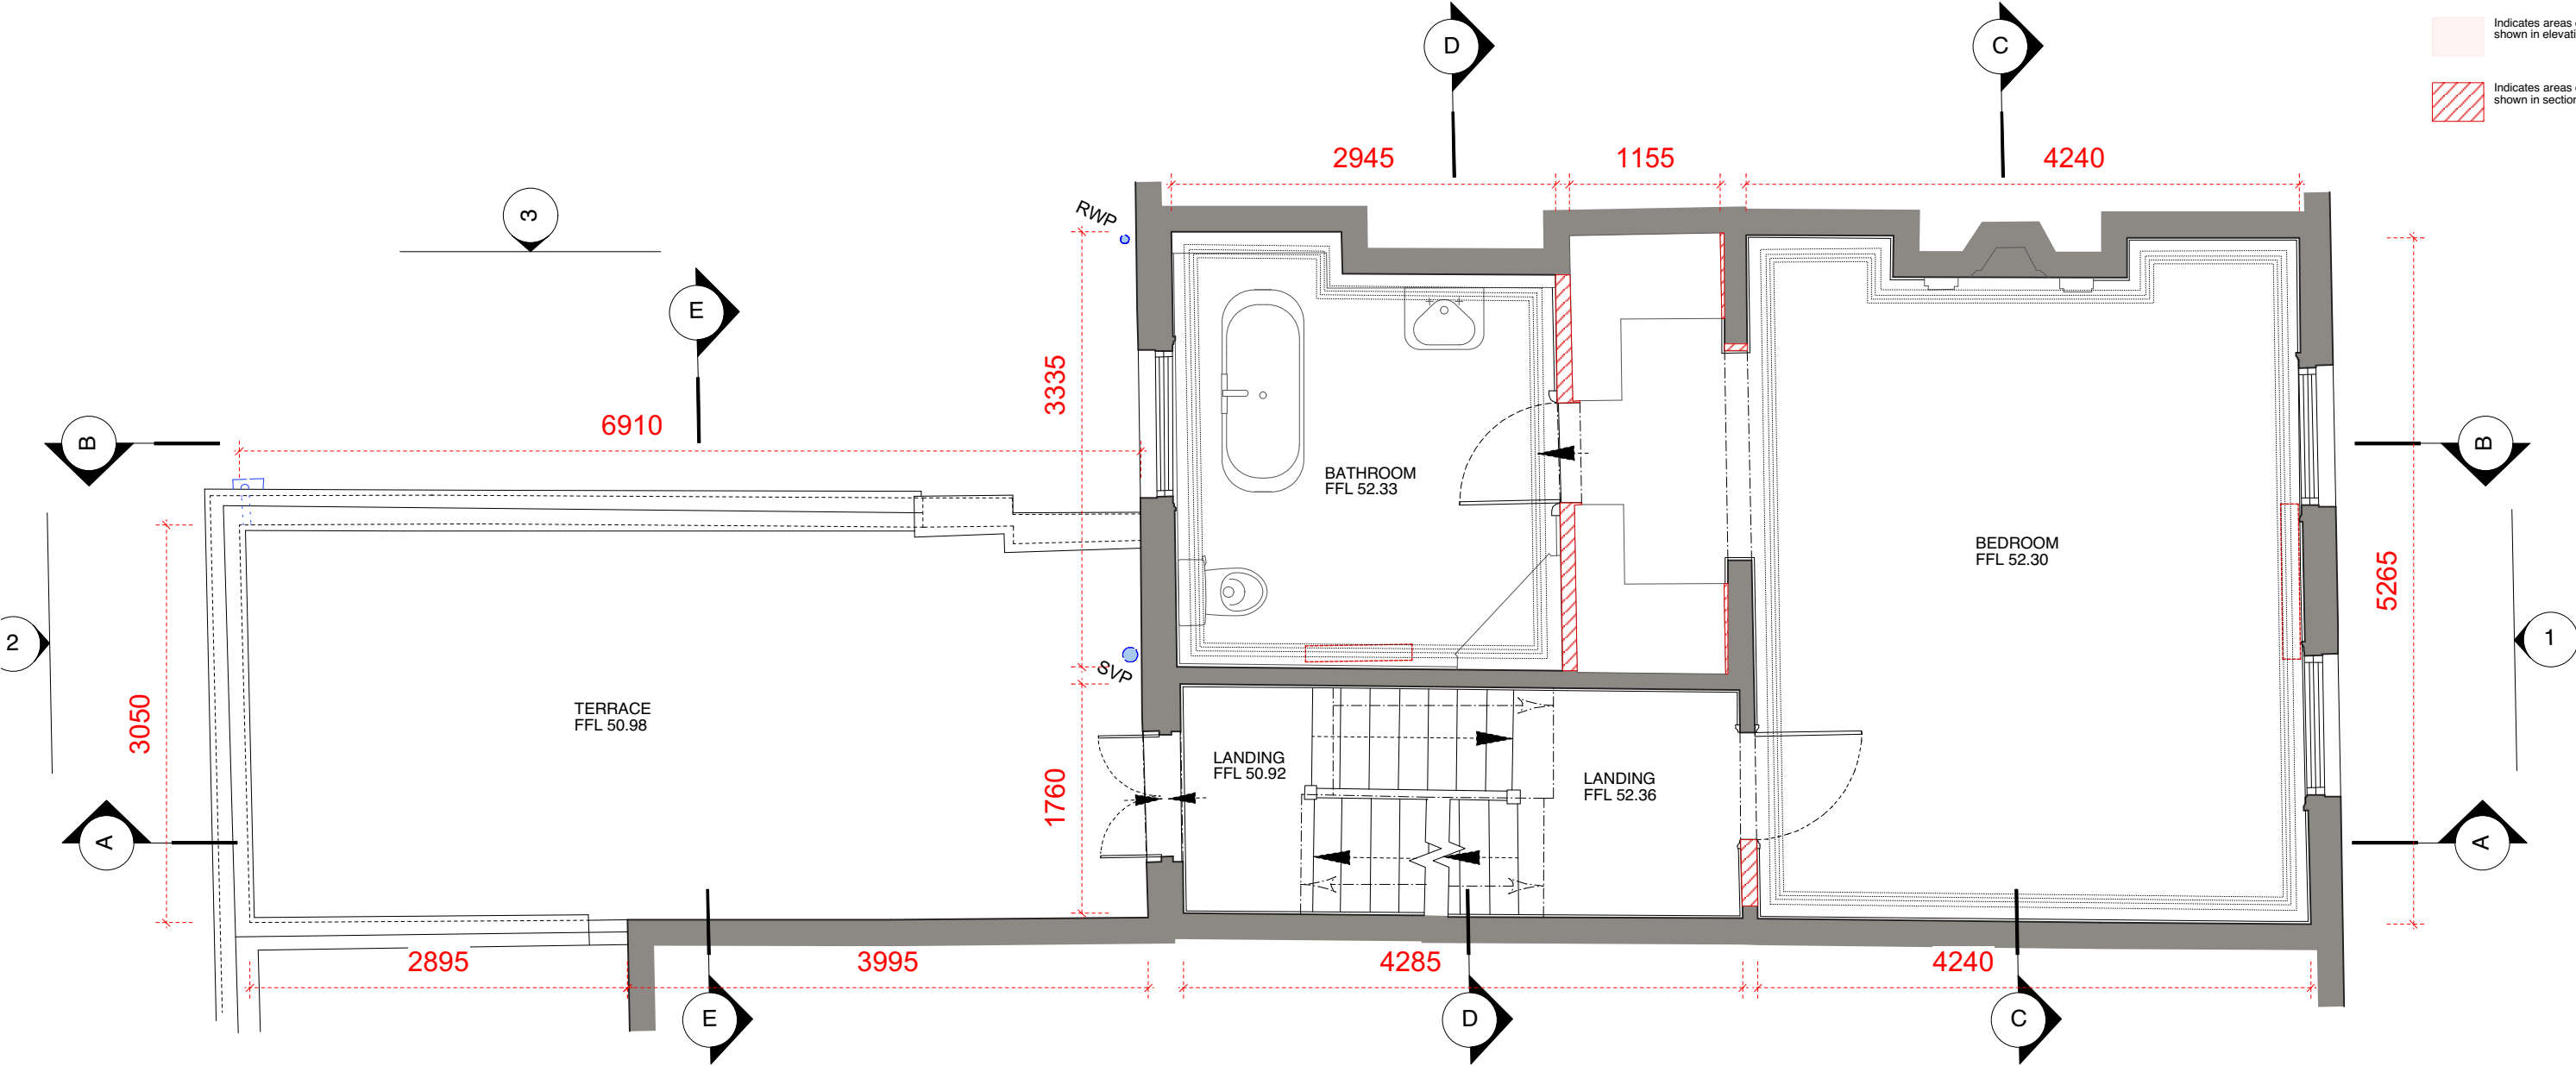 Indicates areas
shown in elevati
Indicates areas
shown in section
D
C
2945
1155
4240
3
RWP
E
3335
6910
B
B
BATHROOM
FFL 52.33
BEDROOM
FFL 52.30
5265
2
1
SVP
TERRACE
FFL 50.98
3050
LANDING
FFL 50.92
LANDING
FFL 52.36
1760
A
A
2895
3995
4285
4240
E
D
C